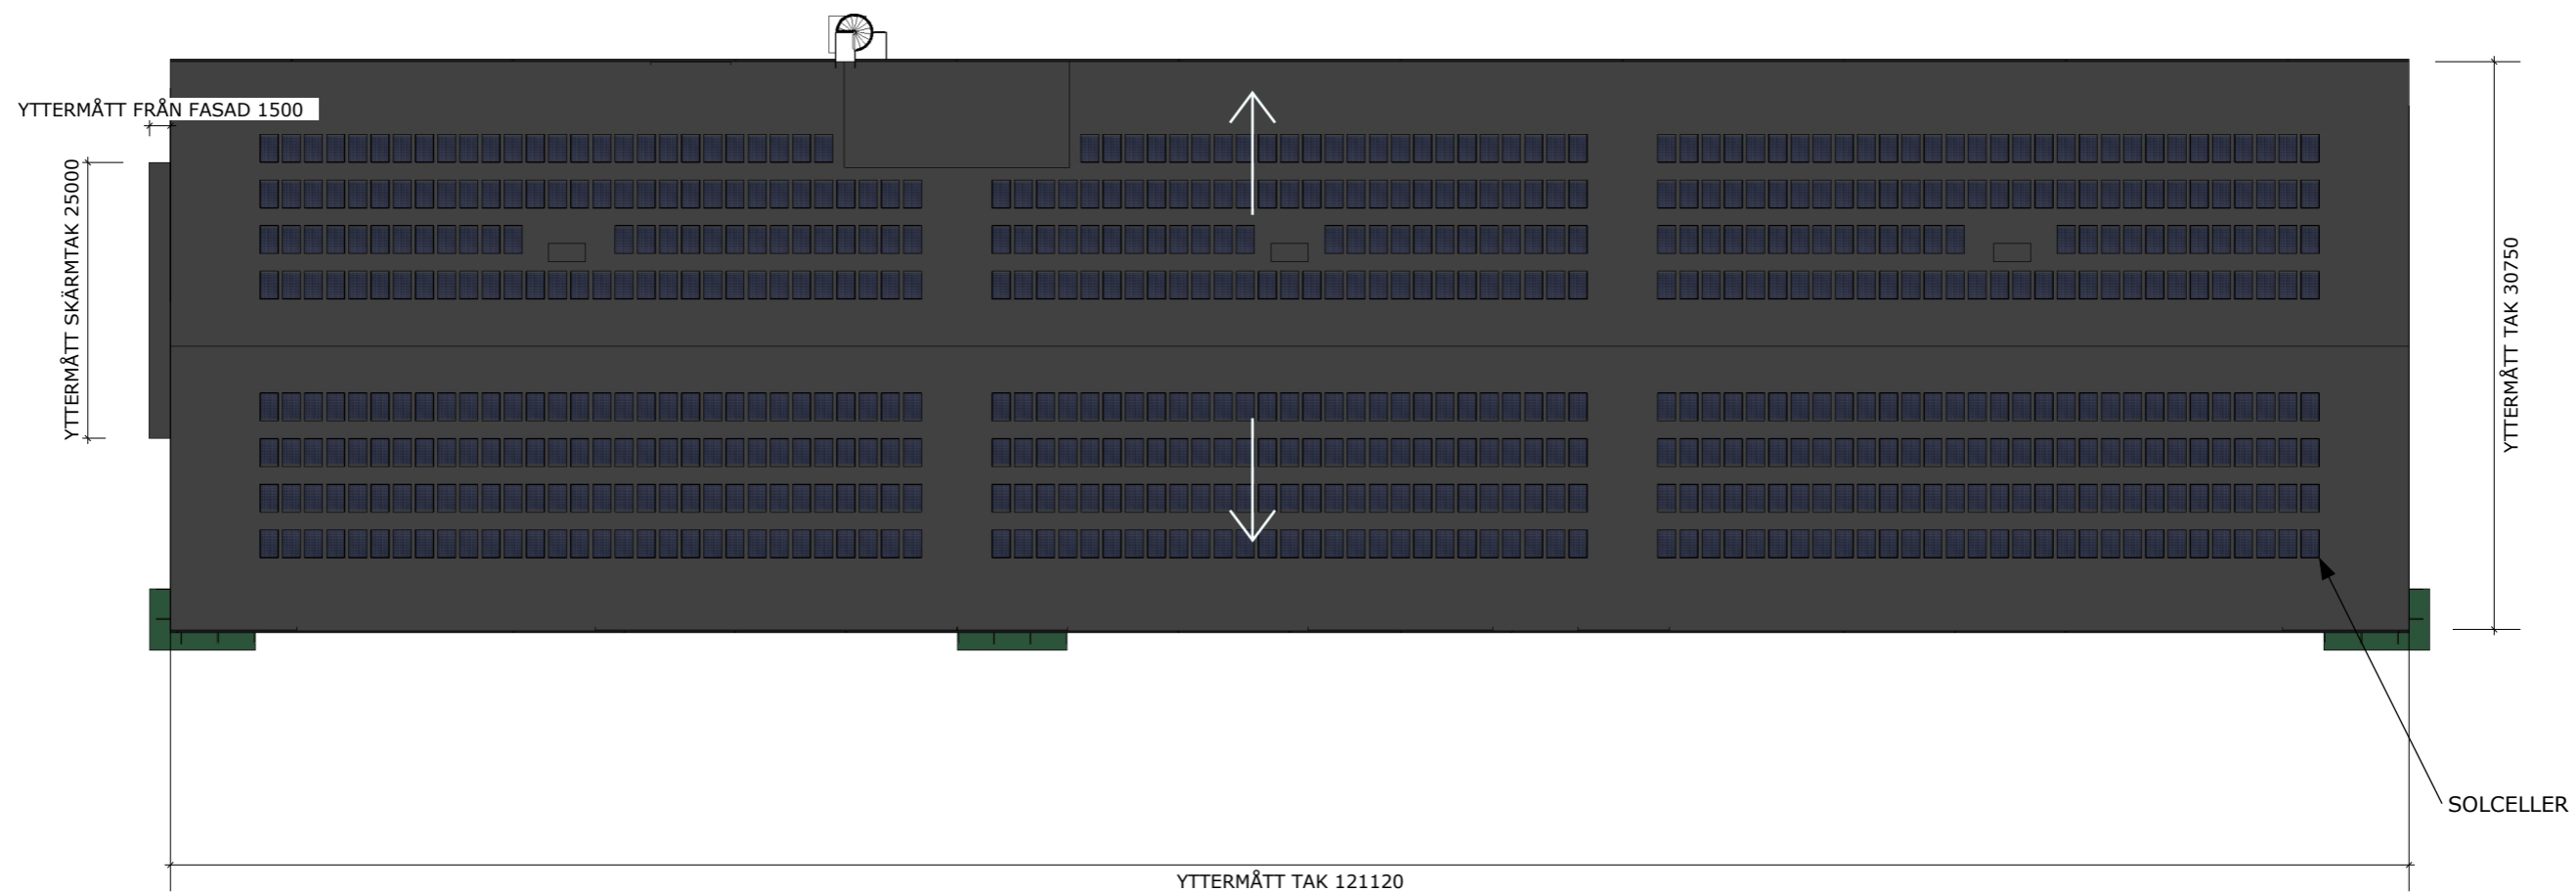 YTTERMÅTT FRÅN FASAD 1500
YTTERMÅTT SKÄRMTAK 25000
YTTERMÅTT TAK 30750
SOLCELLER
YTTERMÅTT TAK 121120